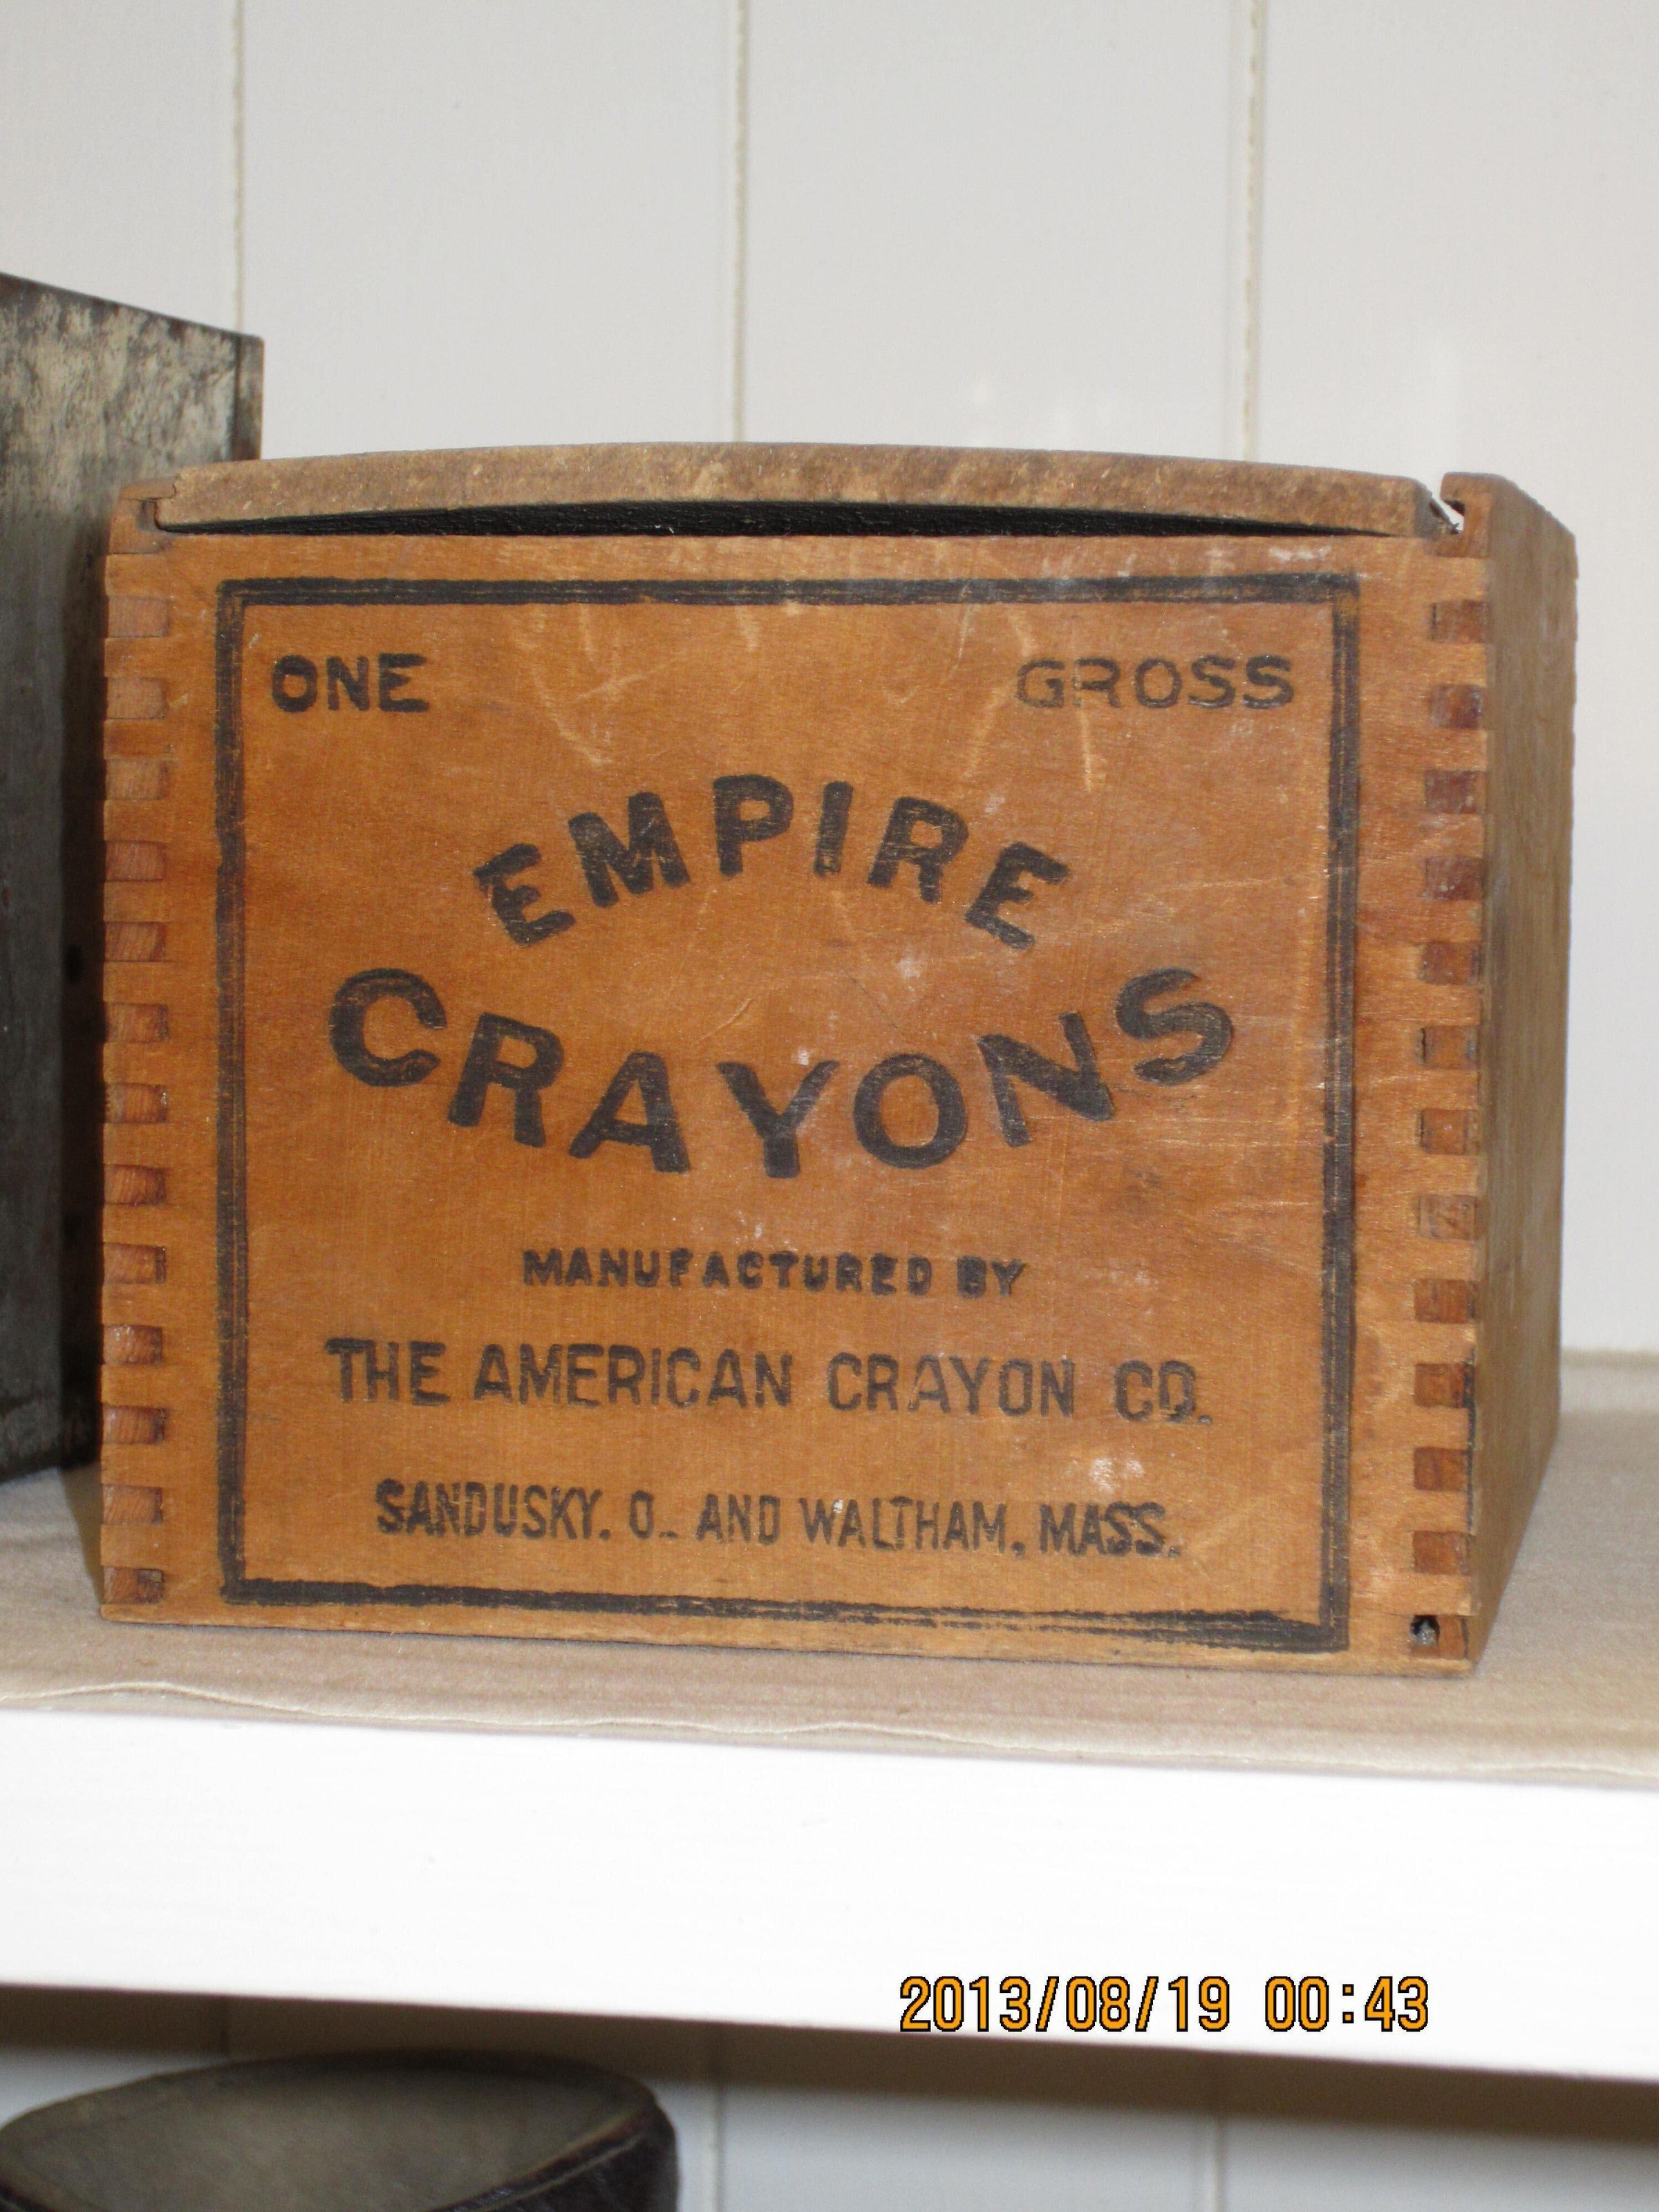 ONE GROSS
EMPIRE
CRAYONS
MANUFACTURED BY
THE AMERICAN CRAYON CO.
SANDUSKY. O.. AND WALTHAM, MASS.
2013/08/19 00:43